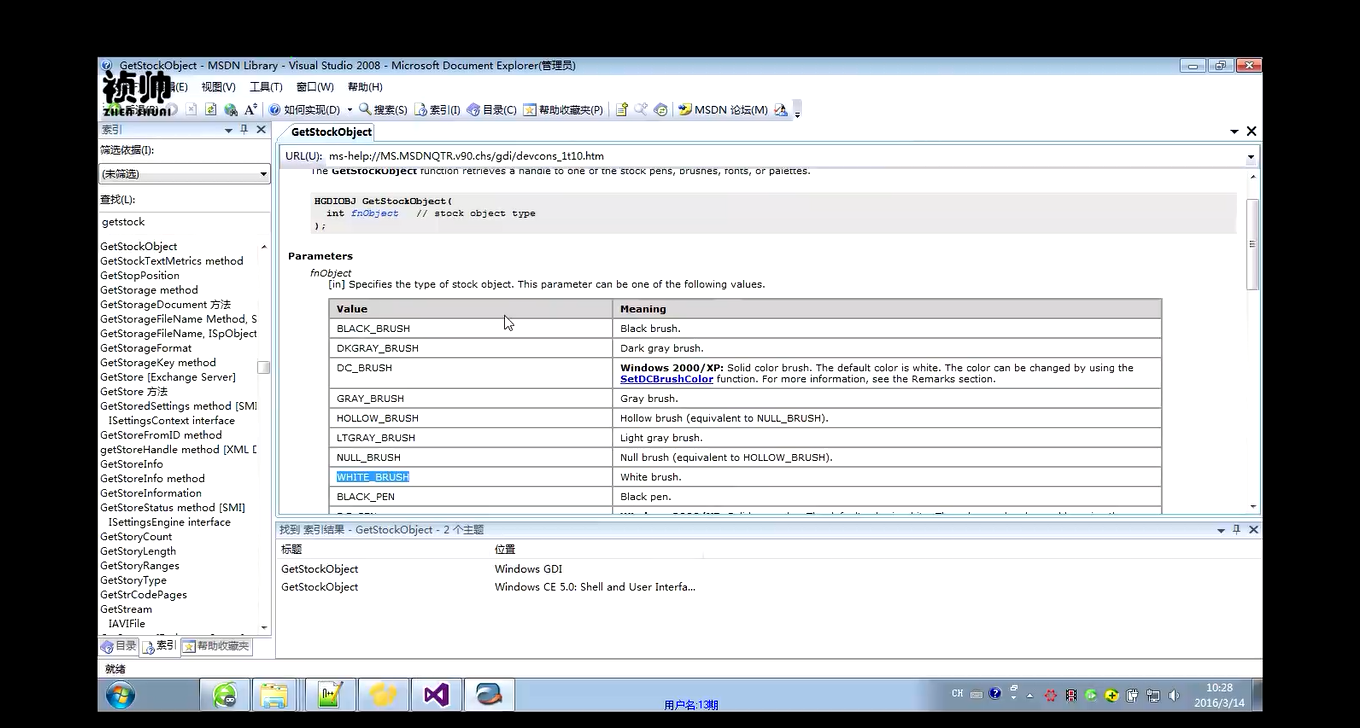 GetStockObject - MSDN Library - Visual Studio 2008 - Microsoft Document Explorer(管理员)
祯帅
ZHEN SHUAI
(E) 视图(V) 工具(T) 窗口(W) 帮助(H)
如何实现(D) 搜索(S) 索引(I) 目录(C) 帮助收藏夹(P) MSDN 论坛(M)
索引
筛选依据(I):
(未筛选)
查找(L):
getstock
GetStockObject
GetStockTextMetrics method
GetStopPosition
GetStorage method
GetStorageDocument 方法
GetStorageFileName Method, S
GetStorageFileName, ISpObject
GetStorageFormat
GetStorageKey method
GetStore [Exchange Server]
GetStore 方法
GetStoredSettings method [SMI
ISettingsContext interface
GetStoreFromID method
getStoreHandle method [XML D
GetStoreInfo
GetStoreInfo method
GetStoreInformation
GetStoreStatus method [SMI]
ISettingsEngine interface
GetStoryCount
GetStoryLength
GetStoryRanges
GetStoryType
GetStrCodePages
GetStream
IAVIFile
目录 索引 帮助收藏夹
GetStockObject
URL(U): ms-help://MS.MSDNQTR.v90.chs/gdi/devcons_1t10.htm
The GetStockObject function retrieves a handle to one of the stock pens, brushes, fonts, or palettes.
HGDIOBJ GetStockObject(
int fnObject // stock object type
);
Parameters
fnObject
[in] Specifies the type of stock object. This parameter can be one of the following values.
Value Meaning
BLACK_BRUSH Black brush.
DKGRAY_BRUSH Dark gray brush.
DC_BRUSH Windows 2000/XP: Solid color brush. The default color is white. The color can be changed by using the
SetDCBrushColor function. For more information, see the Remarks section.
GRAY_BRUSH Gray brush.
HOLLOW_BRUSH Hollow brush (equivalent to NULL_BRUSH).
LTGRAY_BRUSH Light gray brush.
NULL_BRUSH Null brush (equivalent to HOLLOW_BRUSH).
WHITE_BRUSH White brush.
BLACK_PEN Black pen.
找到 索引结果 - GetStockObject - 2 个主题
标题 位置
GetStockObject Windows GDI
GetStockObject Windows CE 5.0: Shell and User Interfa...
就绪
CH
10:28
2016/3/14
用户名:13期